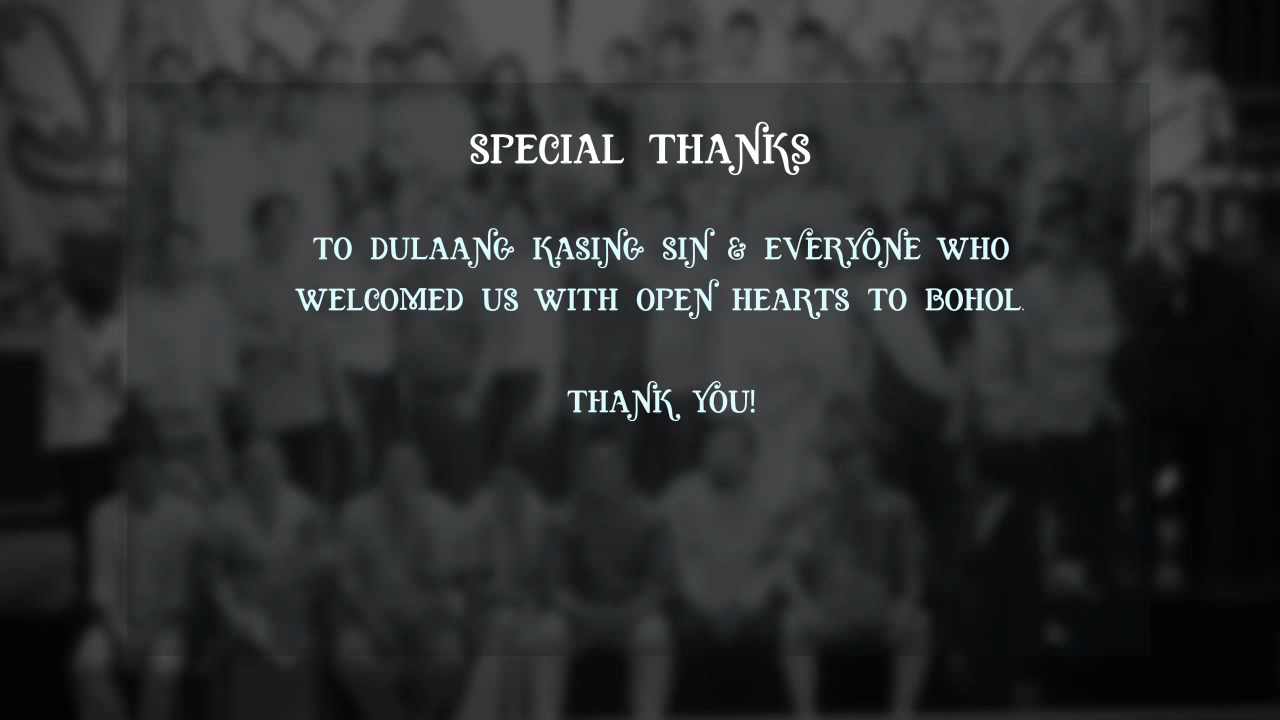 SPECIAL THANKS
TO DULAANG KASING SIN & EVERYONE WHO
WELCOMED US WITH OPEN HEARTS TO BOHOL.
THANK YOU!